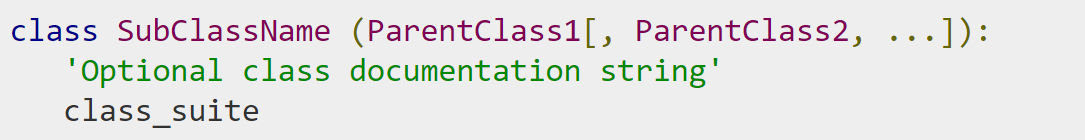 class SubClassName (ParentClass1[, ParentClass2, ...]):
   'Optional class documentation string'
   class_suite